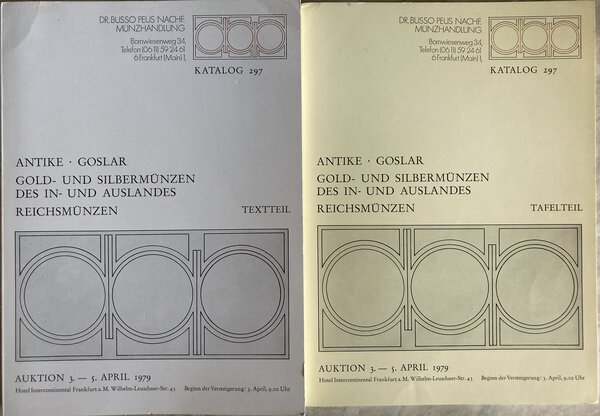 DR. BUSSO PEUS NACHF.
MÜNZHANDLUNG
Bornwiesenweg 34,
Telefon (06 11) 59 24 61
6 Frankfurt (Main) 1,
KATALOG 297
ANTIKE · GOSLAR
GOLD- UND SILBERMÜNZEN
DES IN- UND AUSLANDES
REICHSMÜNZEN TEXTTEIL
AUKTION 3. — 5. APRIL 1979
Hotel Intercontinental Frankfurt a. M. Wilhelm-Leuschner-Str. 43 Beginn der Versteigerung: 3. April, 9.00 Uhr
DR. BUSSO PEUS NACHF.
MÜNZHANDLUNG
Bornwiesenweg 34,
Telefon (06 11) 59 24 61
6 Frankfurt (Main) 1,
KATALOG 297
ANTIKE · GOSLAR
GOLD- UND SILBERMÜNZEN
DES IN- UND AUSLANDES
REICHSMÜNZEN TAFELTEIL
AUKTION 3. — 5. APRIL 1979
Hotel Intercontinental Frankfurt a. M. Wilhelm-Leuschner-Str. 43 Beginn der Versteigerung: 3. April, 9.00 Uhr